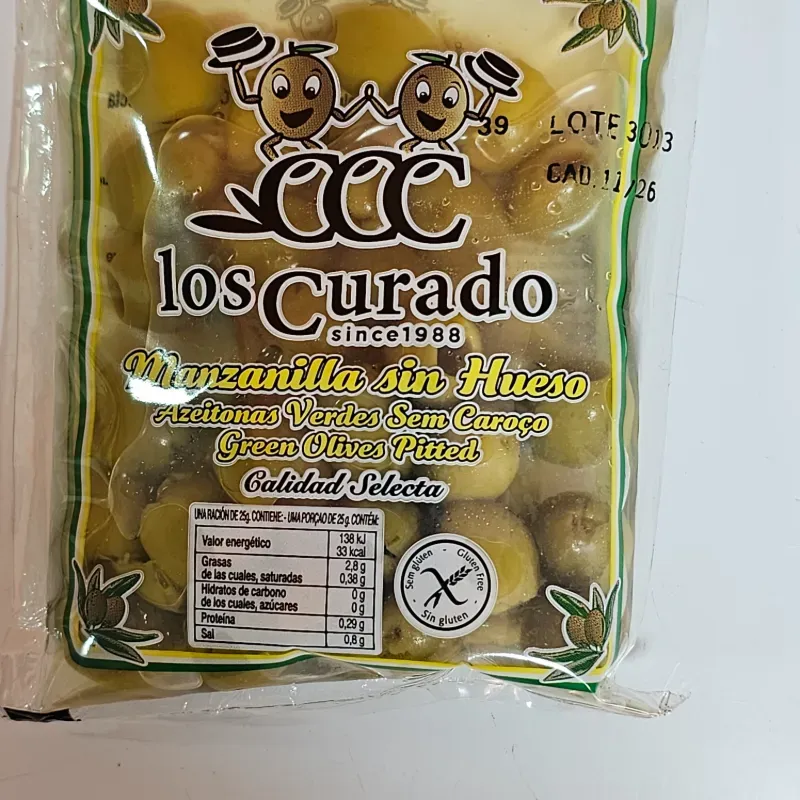 39 LOTE 3013
CAD. 11/26
CCC
los Curado
since1988
Manzanilla sin Hueso
Azeitonas Verdes Sem Caroço
Green Olives Pitted
Calidad Selecta
UNA RACIÓN DE 25g. CONTIENE: - UMA PORÇAO DE 25 g. CONTÉM:
Valor energético 138 kJ
33 kcal
Grasas 2,8 g
de las cuales, saturadas 0,38 g
Hidratos de carbono 0 g
de los cuales, azúcares 0 g
Proteína 0,29 g
Sal 0,8 g
Sem glúten - Gluten Free - Sin gluten